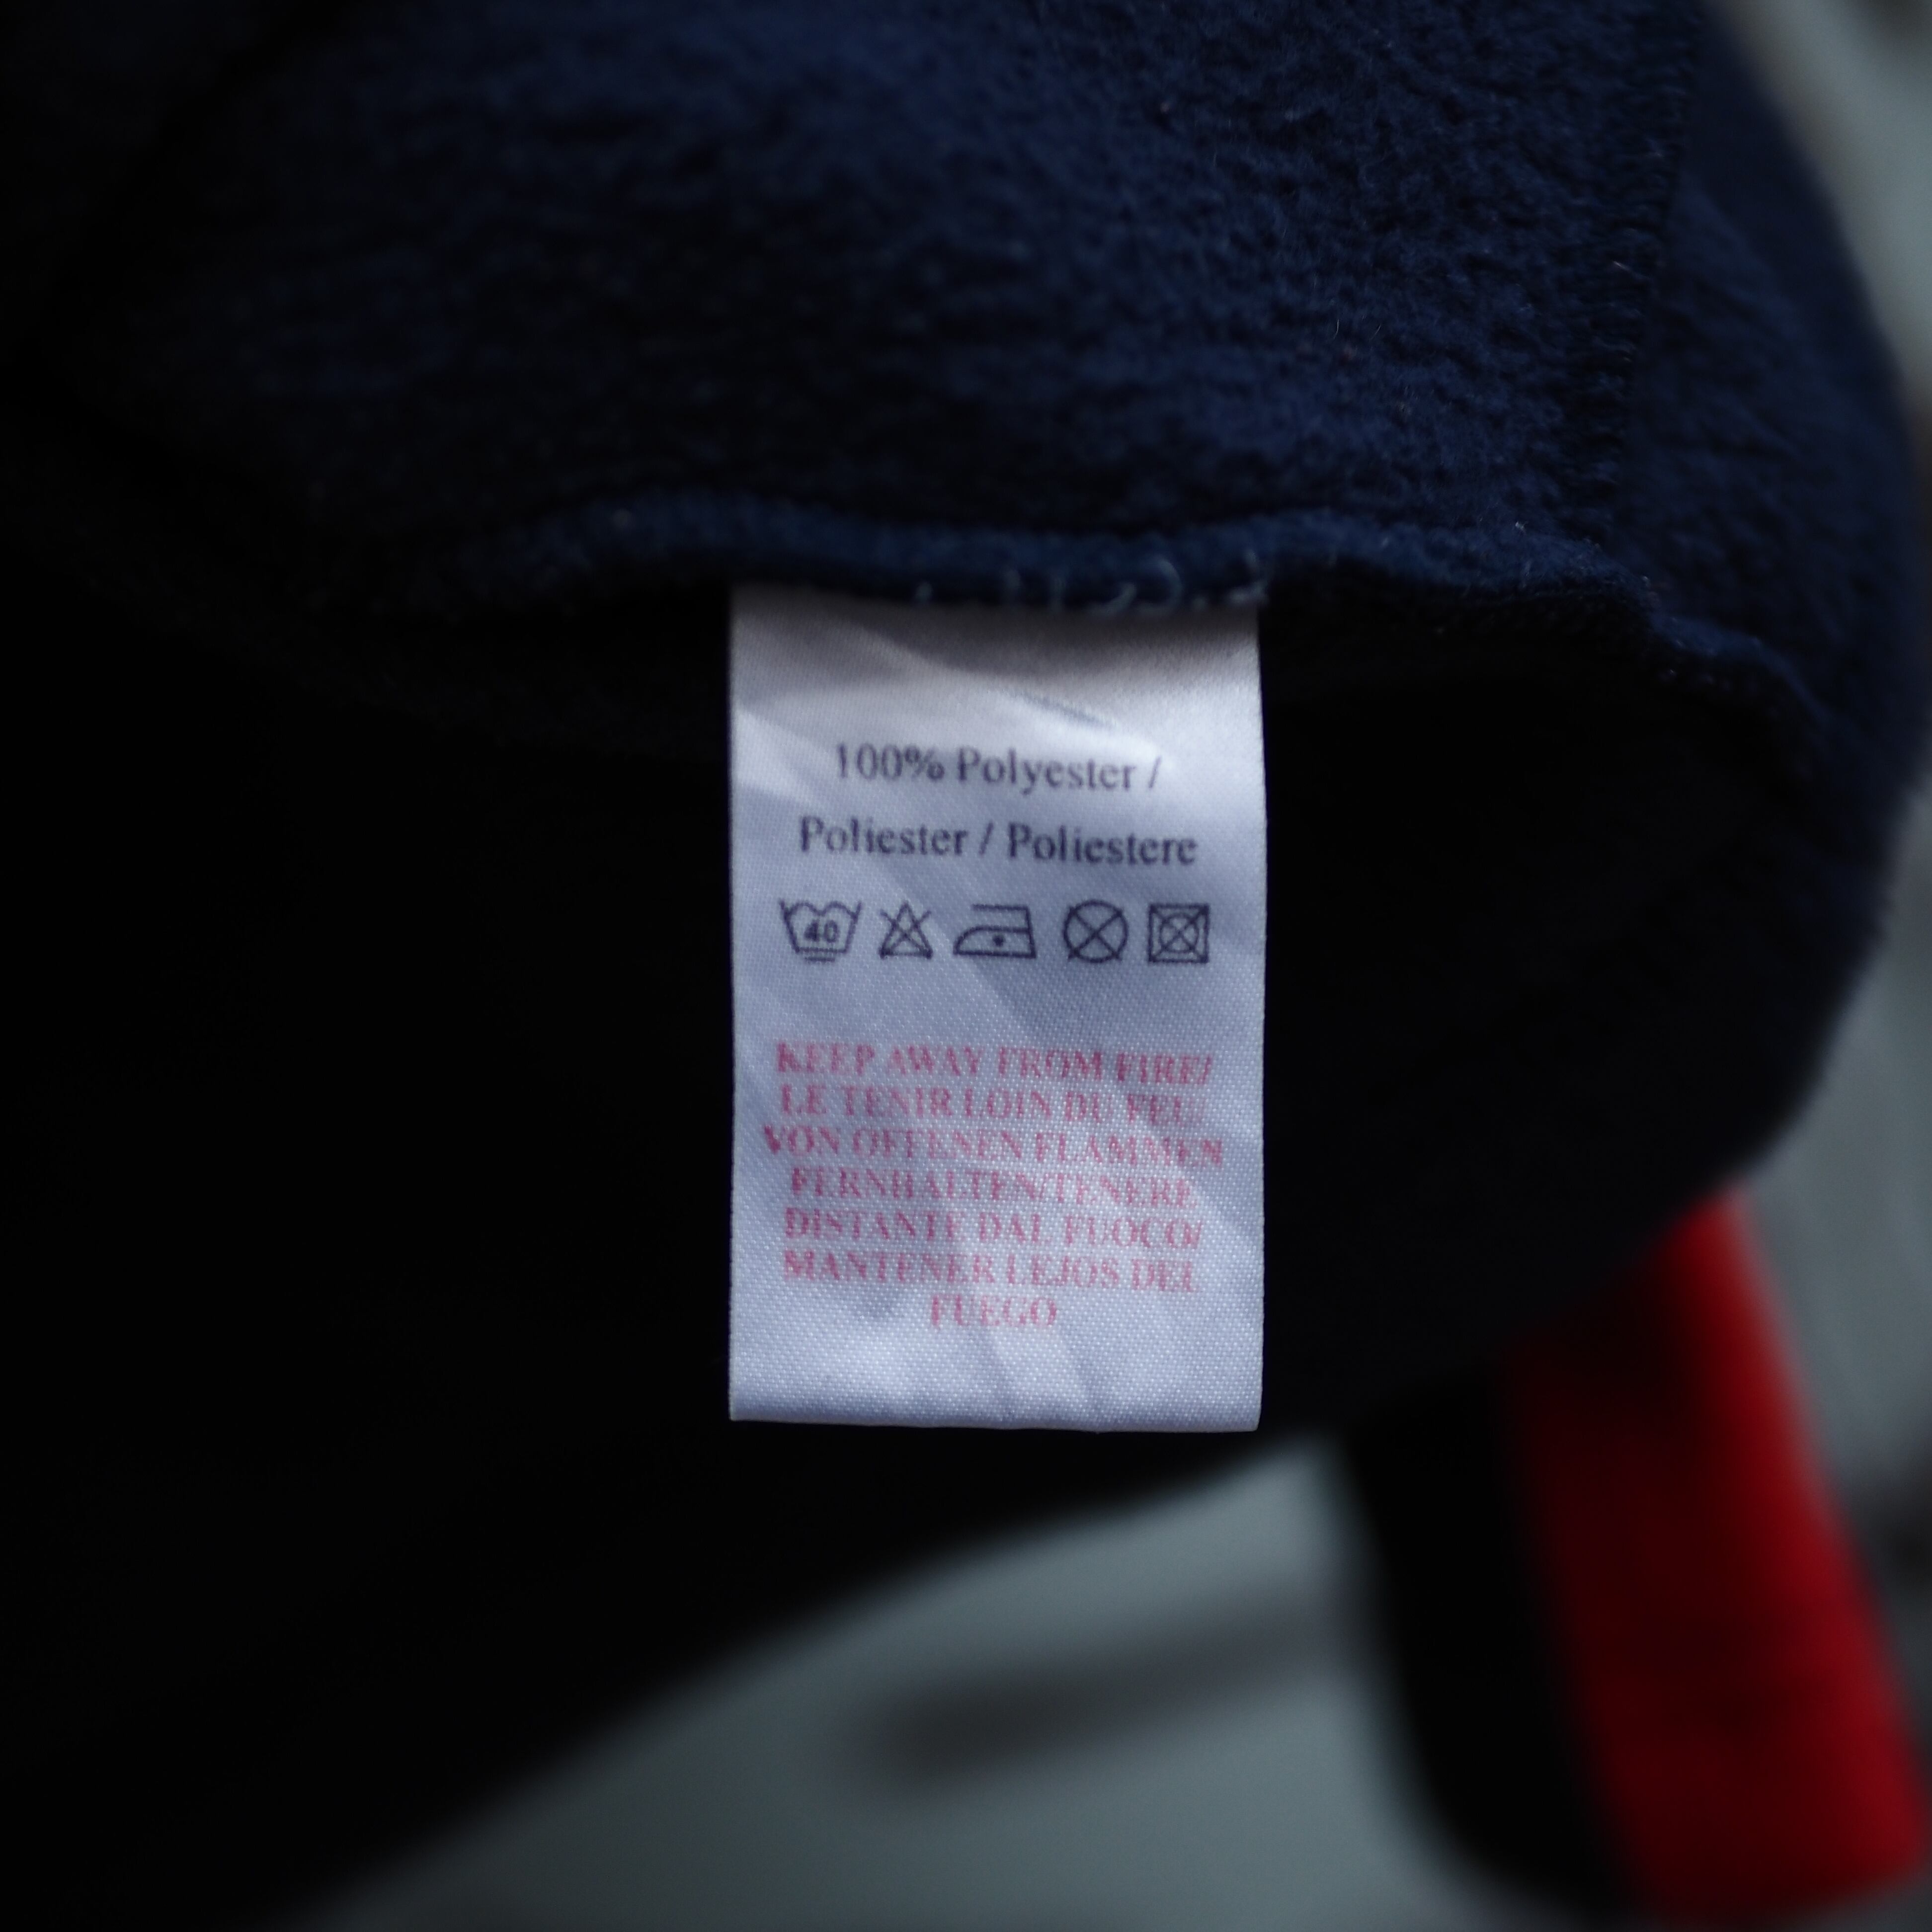 100% Polyester /
Poliester / Poliestere
40
KEEP AWAY FROM FIRE/
LE TENIR LOIN DU FEU/
VON OFFENEN FLAMMEN
FERNHALTEN/TENERE
DISTANTE DAL FUOCO/
MANTENER LEJOS DEL
FUEGO